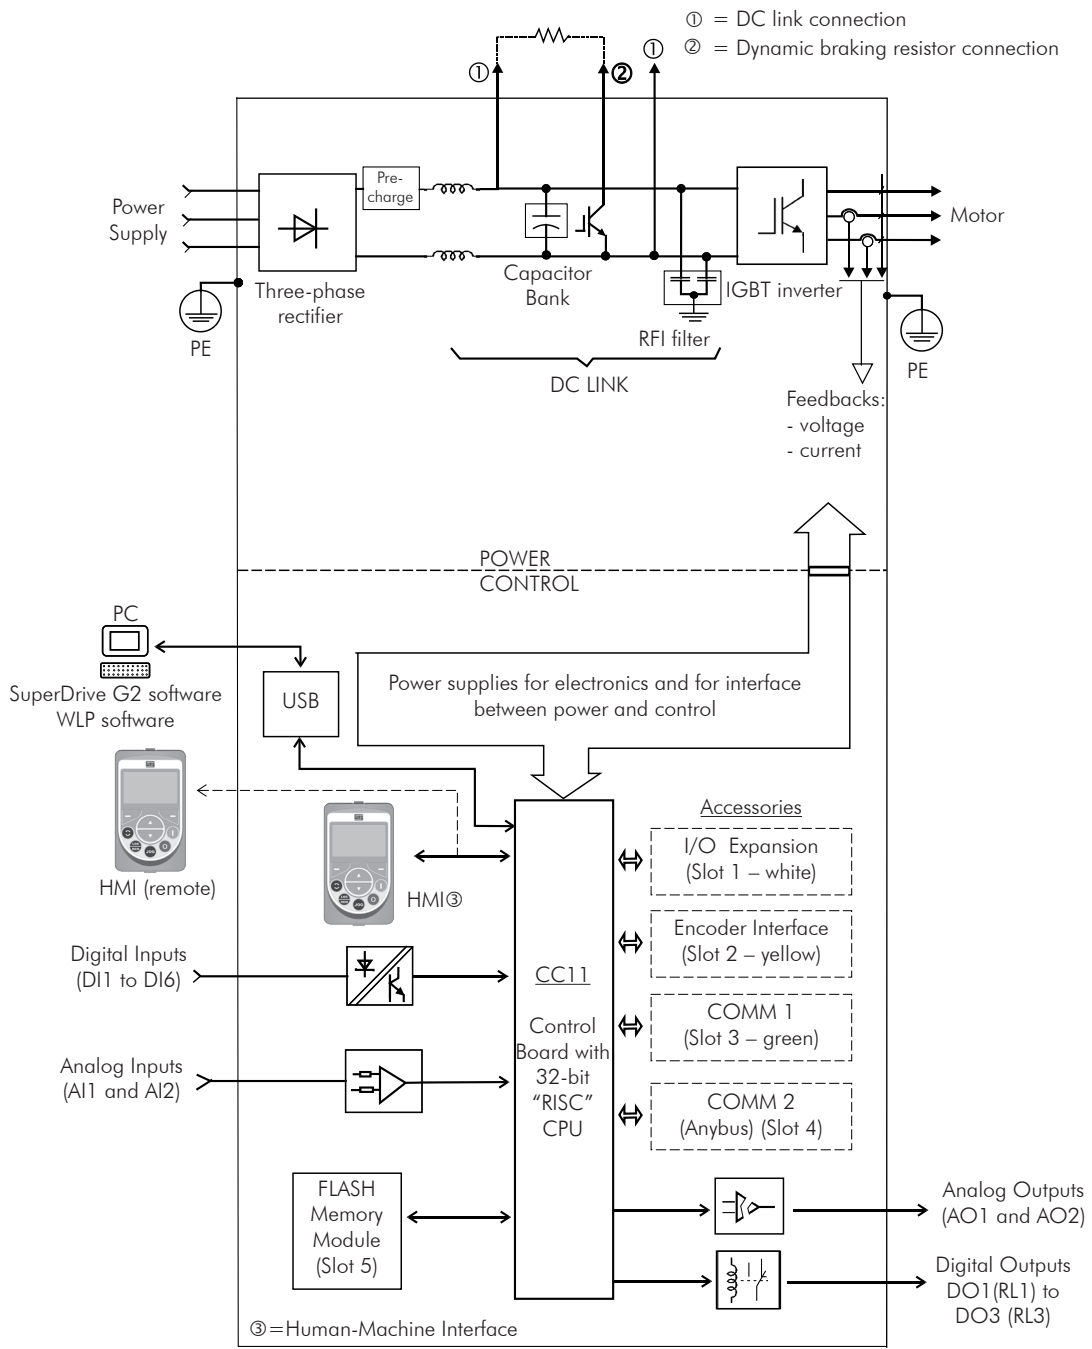 ① = DC link connection
② = Dynamic braking resistor connection
①
②
①
Pre-
charge
Power
Supply
Motor
Three-phase
rectifier
Capacitor
Bank
IGBT inverter
RFI filter
PE
PE
DC LINK
Feedbacks:
- voltage
- current
POWER
CONTROL
PC
SuperDrive G2 software
WLP software
USB
Power supplies for electronics and for interface
between power and control
HMI (remote)
HMI③
Accessories
I/O Expansion
(Slot 1 – white)
Encoder Interface
(Slot 2 – yellow)
COMM 1
(Slot 3 – green)
COMM 2
(Anybus) (Slot 4)
Digital Inputs
(DI1 to DI6)
Analog Inputs
(AI1 and AI2)
CC11
Control
Board with
32-bit
“RISC”
CPU
FLASH
Memory
Module
(Slot 5)
Analog Outputs
(AO1 and AO2)
Digital Outputs
DO1(RL1) to
DO3 (RL3)
③=Human-Machine Interface